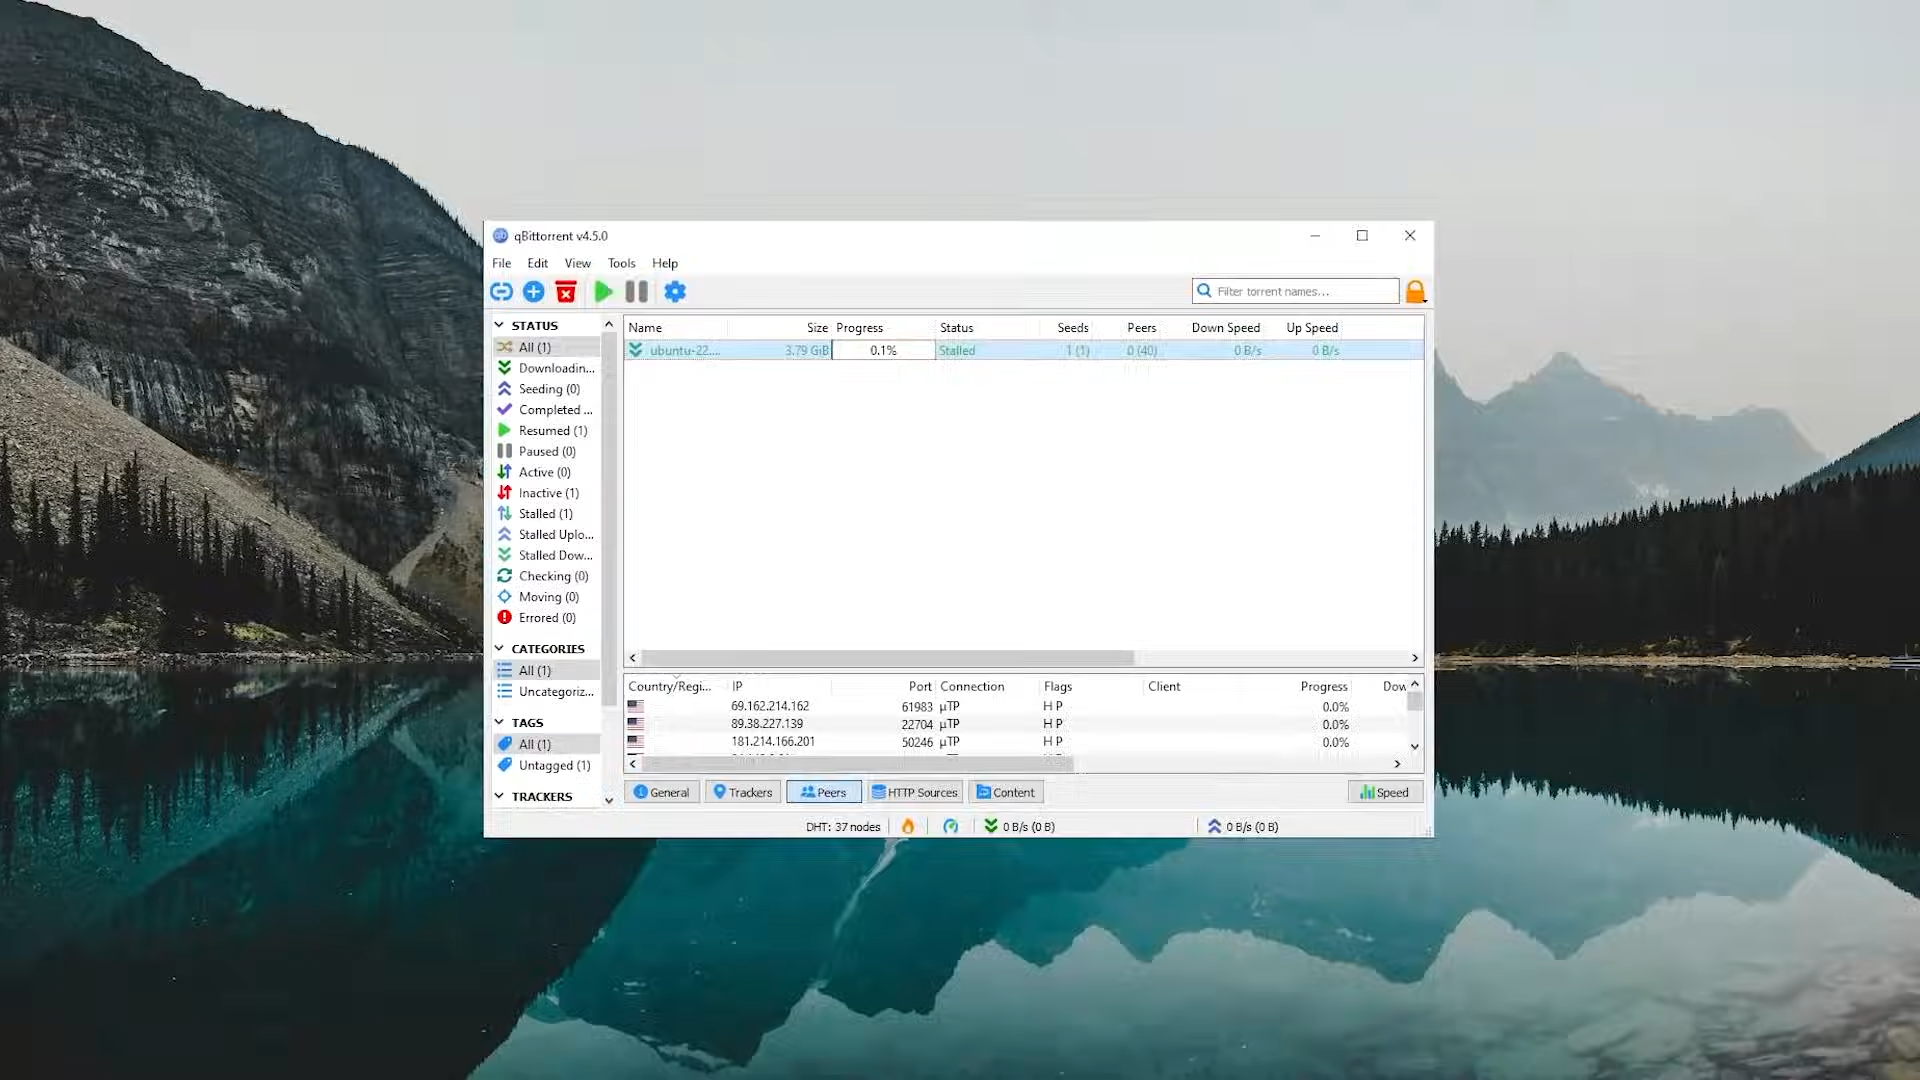 qBittorrent v4.5.0
File Edit View Tools Help
Filter torrent names...
STATUS
All (1)
Downloadin...
Seeding (0)
Completed ...
Resumed (1)
Paused (0)
Active (0)
Inactive (1)
Stalled (1)
Stalled Uplo...
Stalled Dow...
Checking (0)
Moving (0)
Errored (0)
CATEGORIES
All (1)
Uncategoriz...
TAGS
All (1)
Untagged (1)
TRACKERS
Name Size Progress Status Seeds Peers Down Speed Up Speed
ubuntu-22.... 3.79 GiB 0.1% Stalled 1 (1) 0 (40) 0 B/s 0 B/s
Country/Regi... IP Port Connection Flags Client Progress Dow
69.162.214.162 61983 μTP H P 0.0%
89.38.227.139 22704 μTP H P 0.0%
181.214.166.201 50246 μTP H P 0.0%
General Trackers Peers HTTP Sources Content Speed
DHT: 37 nodes 0 B/s (0 B) 0 B/s (0 B)